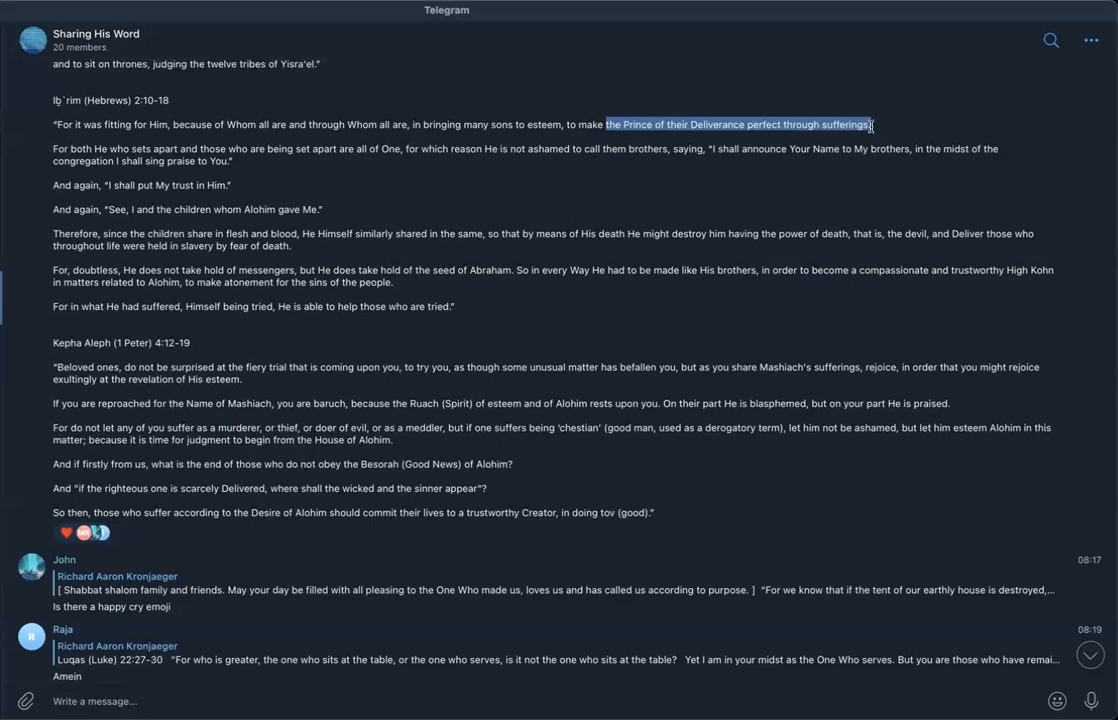 Telegram
Sharing His Word
20 members
and to sit on thrones, judging the twelve tribes of Yisra'el.”
Iḇ`rim (Hebrews) 2:10-18
“For it was fitting for Him, because of Whom all are and through Whom all are, in bringing many sons to esteem, to make the Prince of their Deliverance perfect through sufferings.
For both He who sets apart and those who are being set apart are all of One, for which reason He is not ashamed to call them brothers, saying, “I shall announce Your Name to My brothers, in the midst of the
congregation I shall sing praise to You.”
And again, “I shall put My trust in Him.”
And again, “See, I and the children whom Alohim gave Me.”
Therefore, since the children share in flesh and blood, He Himself similarly shared in the same, so that by means of His death He might destroy him having the power of death, that is, the devil, and Deliver those who
throughout life were held in slavery by fear of death.
For, doubtless, He does not take hold of messengers, but He does take hold of the seed of Abraham. So in every Way He had to be made like His brothers, in order to become a compassionate and trustworthy High Kohn
in matters related to Alohim, to make atonement for the sins of the people.
For in what He had suffered, Himself being tried, He is able to help those who are tried.”
Kepha Aleph (1 Peter) 4:12-19
“Beloved ones, do not be surprised at the fiery trial that is coming upon you, to try you, as though some unusual matter has befallen you, but as you share Mashiach's sufferings, rejoice, in order that you might rejoice
exultingly at the revelation of His esteem.
If you are reproached for the Name of Mashiach, you are baruch, because the Ruach (Spirit) of esteem and of Alohim rests upon you. On their part He is blasphemed, but on your part He is praised.
For do not let any of you suffer as a murderer, or thief, or doer of evil, or as a meddler, but if one suffers being ‘chestian’ (good man, used as a derogatory term), let him not be ashamed, but let him esteem Alohim in this
matter; because it is time for judgment to begin from the House of Alohim.
And if firstly from us, what is the end of those who do not obey the Besorah (Good News) of Alohim?
And “if the righteous one is scarcely Delivered, where shall the wicked and the sinner appear”?
So then, those who suffer according to the Desire of Alohim should commit their lives to a trustworthy Creator, in doing tov (good).”
MR
John 08:17
Richard Aaron Kronjaeger
[ Shabbat shalom family and friends. May your day be filled with all pleasing to the One Who made us, loves us and has called us according to purpose. ] “For we know that if the tent of our earthly house is destroyed,...
Is there a happy cry emoji
R
Raja 08:19
Richard Aaron Kronjaeger
Luqas (Luke) 22:27-30 “For who is greater, the one who sits at the table, or the one who serves, is it not the one who sits at the table? Yet I am in your midst as the One Who serves. But you are those who have remai...
Amein
Write a message...